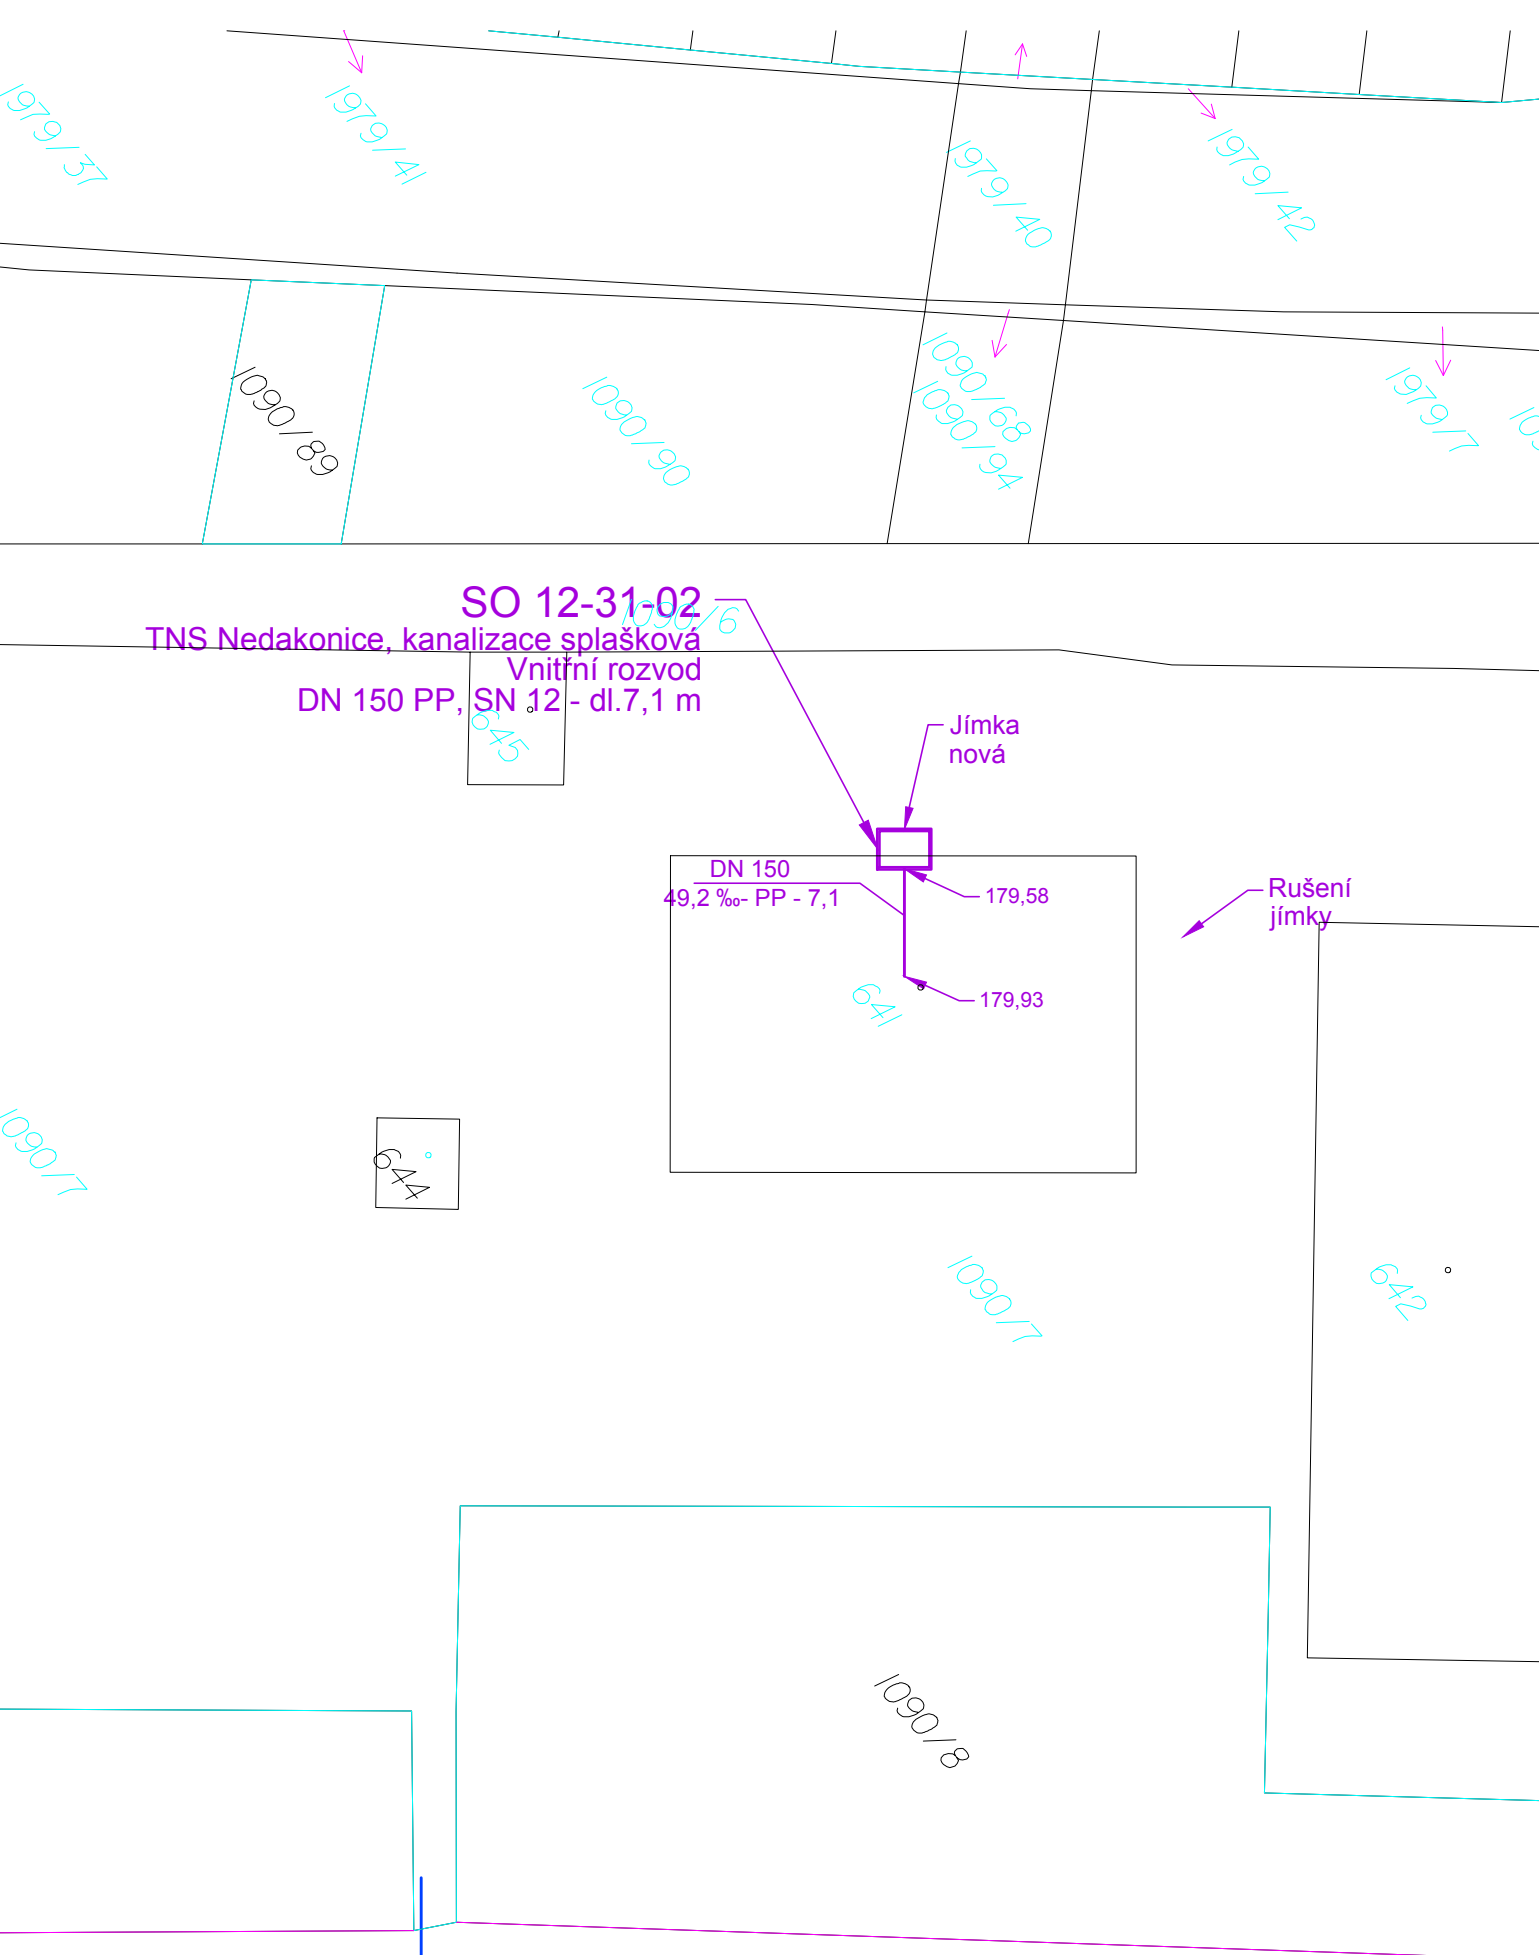 1979/37
1979/41
1979/40
1979/42
1090/89
1090/90
1090/68
1090/94
1979/7
SO 12-31-02
1090/6
TNS Nedakonice, kanalizace splašková
Vnitřní rozvod
DN 150 PP, SN 12 - dl.7,1 m
645
Jímka
nová
DN 150
49,2 ‰- PP - 7,1
179,58
Rušení
jímky
179,93
641
1090/7
644
1090/7
642
1090/8